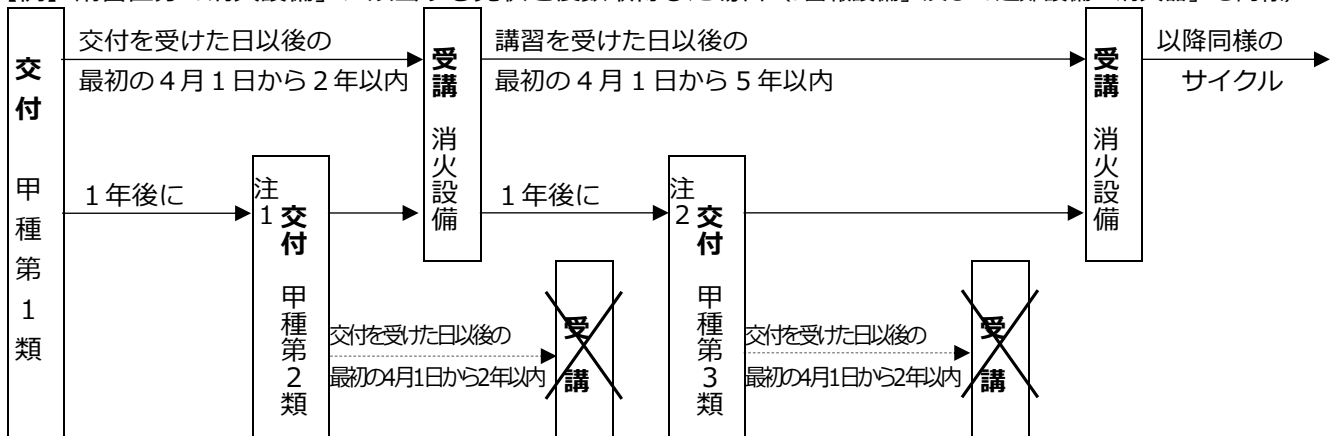 交付を受けた日以後の
最初の4月1日から2年以内
講習を受けた日以後の
最初の4月1日から5年以内
以降同様の
サイクル
交付 甲種第1類
受講 消火設備
受講 消火設備
1年後に
注1
交付 甲種第2類
1年後に
注2
交付 甲種第3類
交付を受けた日以後の
最初の4月1日から2年以内
受講
交付を受けた日以後の
最初の4月1日から2年以内
受講